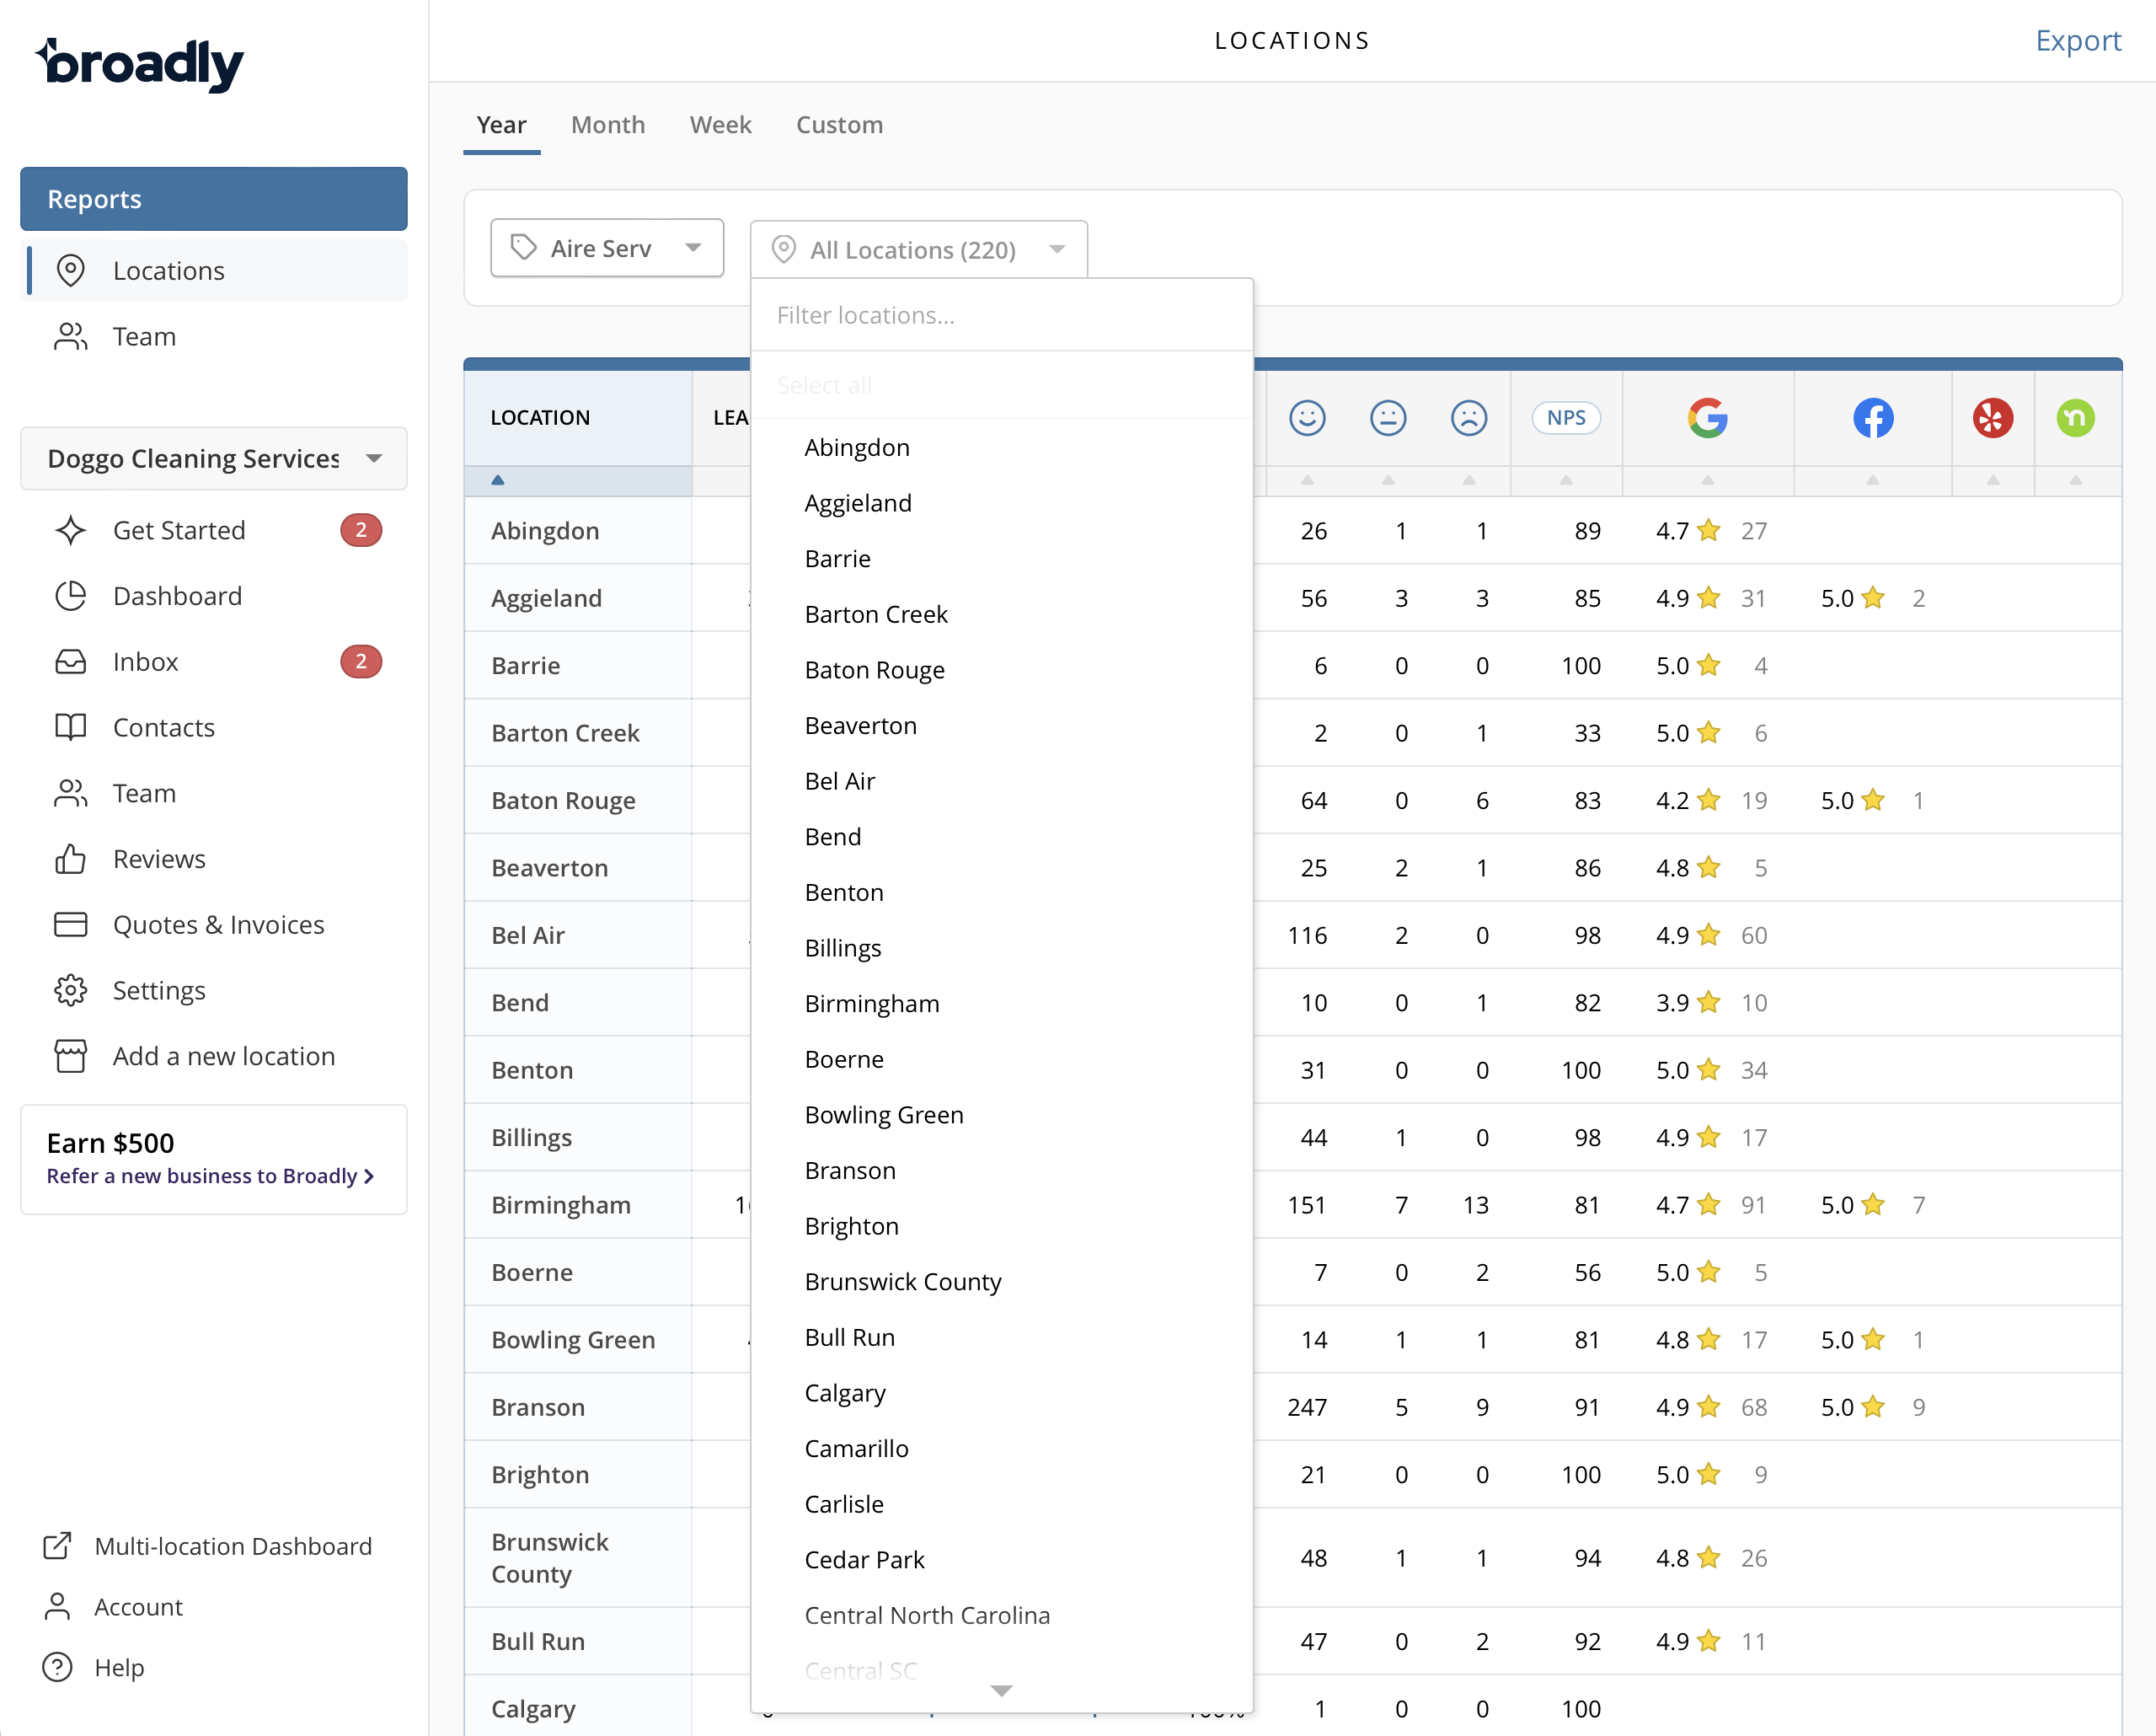 broadly
LOCATIONS
Export
Reports
Locations
Team
Doggo Cleaning Services
Get Started 2
Dashboard
Inbox 2
Contacts
Team
Reviews
Quotes & Invoices
Settings
Add a new location
Earn $500
Refer a new business to Broadly
Multi-location Dashboard
Account
Help
Year Month Week Custom
Aire Serv
All Locations (220)
Filter locations...
Select all
Abingdon
Aggieland
Barrie
Barton Creek
Baton Rouge
Beaverton
Bel Air
Bend
Benton
Billings
Birmingham
Boerne
Bowling Green
Branson
Brighton
Brunswick County
Bull Run
Calgary
Camarillo
Carlisle
Cedar Park
Central North Carolina
Central SC
LOCATION NPS
Abingdon 26 1 1 89 4.7 27
Aggieland 56 3 3 85 4.9 31 5.0 2
Barrie 6 0 0 100 5.0 4
Barton Creek 2 0 1 33 5.0 6
Baton Rouge 64 0 6 83 4.2 19 5.0 1
Beaverton 25 2 1 86 4.8 5
Bel Air 116 2 0 98 4.9 60
Bend 10 0 1 82 3.9 10
Benton 31 0 0 100 5.0 34
Billings 44 1 0 98 4.9 17
Birmingham 151 7 13 81 4.7 91 5.0 7
Boerne 7 0 2 56 5.0 5
Bowling Green 14 1 1 81 4.8 17 5.0 1
Branson 247 5 9 91 4.9 68 5.0 9
Brighton 21 0 0 100 5.0 9
Brunswick
County 48 1 1 94 4.8 26
Bull Run 47 0 2 92 4.9 11
Calgary 1 0 0 100